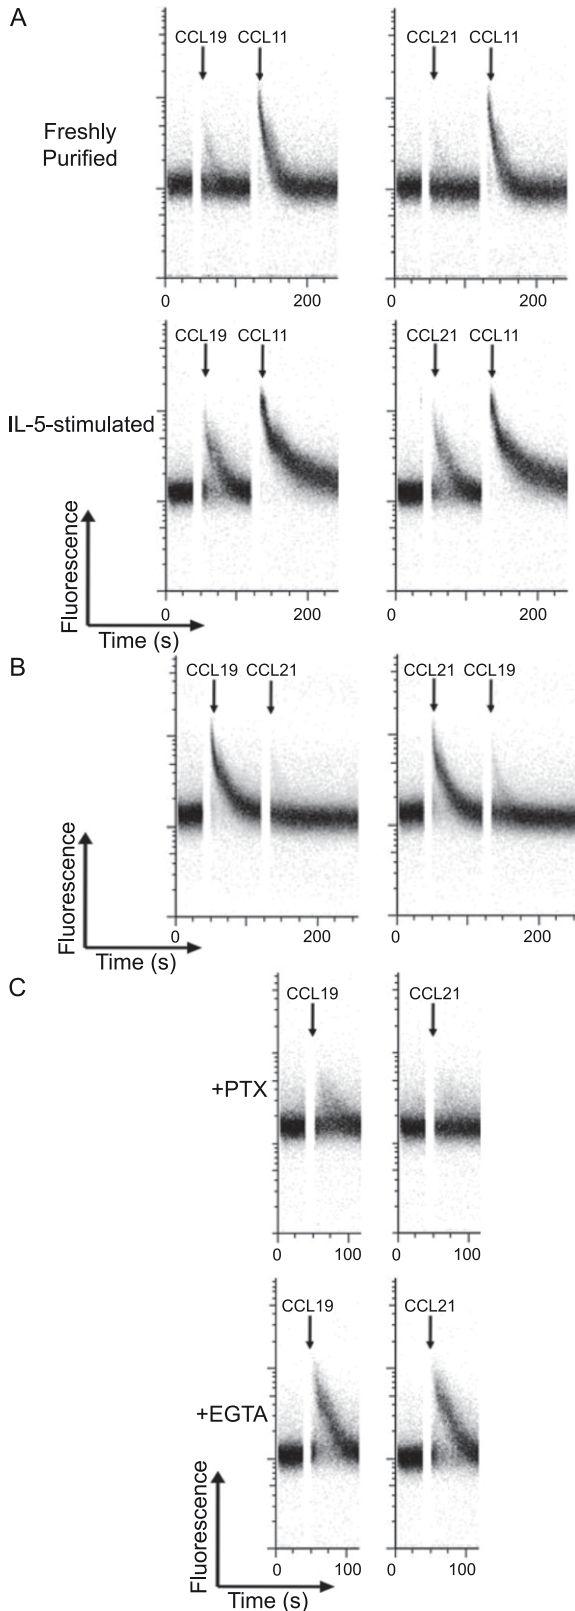 A
CCL19 CCL11
CCL21 CCL11
Freshly
Purified
0 200
0 200
CCL19 CCL11
CCL21 CCL11
IL-5-stimulated
0 200
0 200
Fluorescence
Time (s)
B
CCL19 CCL21
CCL21 CCL19
0 200
0 200
Fluorescence
Time (s)
C
CCL19
CCL21
+PTX
0 100
0 100
CCL19
CCL21
+EGTA
0 100
0 100
Fluorescence
Time (s)